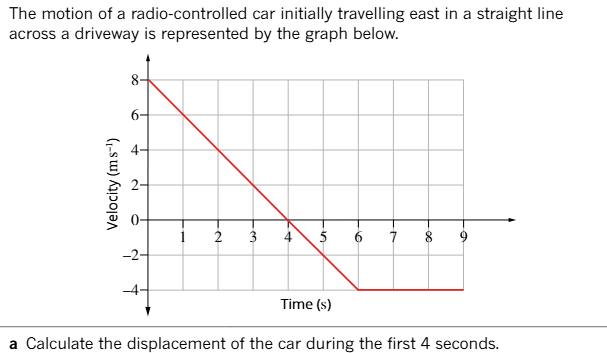 The motion of a radio-controlled car initially travelling east in a straight line
across a driveway is represented by the graph below.
8
6
4
2
0
−2
−4
Velocity (m s⁻¹)
1 2 3 4 5 6 7 8 9
Time (s)
a Calculate the displacement of the car during the first 4 seconds.